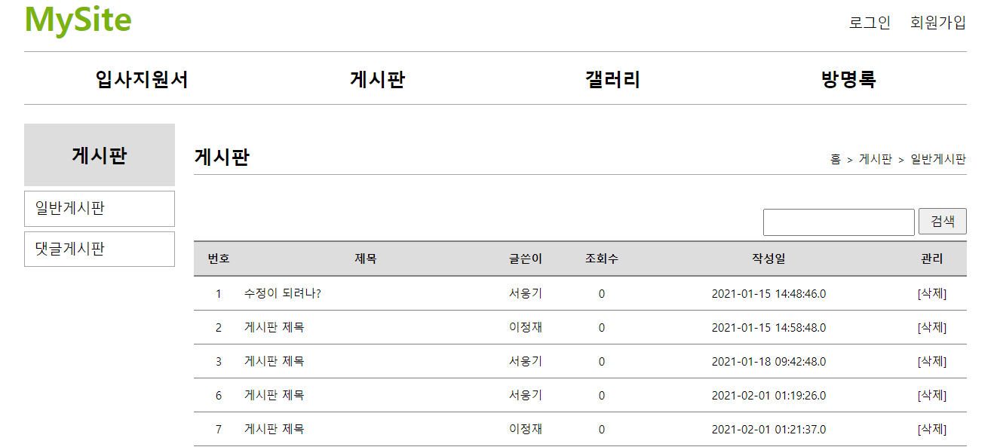 MySite
로그인 회원가입
입사지원서 게시판 갤러리 방명록
게시판
일반게시판
댓글게시판
게시판
홈 > 게시판 > 일반게시판
검색
번호 제목 글쓴이 조회수 작성일 관리
1 수정이 되려나? 서웅기 0 2021-01-15 14:48:46.0 [삭제]
2 게시판 제목 이정재 0 2021-01-15 14:58:48.0 [삭제]
3 게시판 제목 서웅기 0 2021-01-18 09:42:48.0 [삭제]
6 게시판 제목 서웅기 0 2021-02-01 01:19:26.0 [삭제]
7 게시판 제목 이정재 0 2021-02-01 01:21:37.0 [삭제]